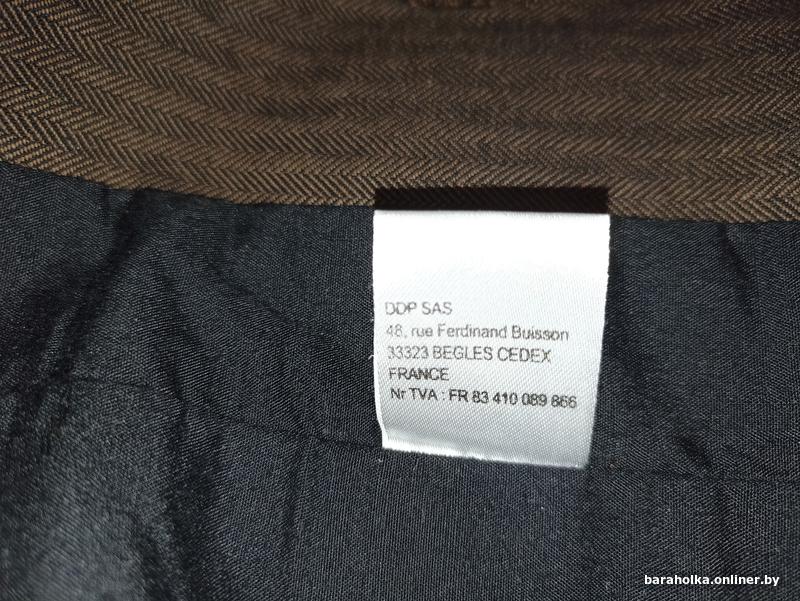 DDP SAS
48, rue Ferdinand Buisson
33323 BEGLES CEDEX
FRANCE
Nr TVA : FR 83 410 089 866
baraholka.onliner.by